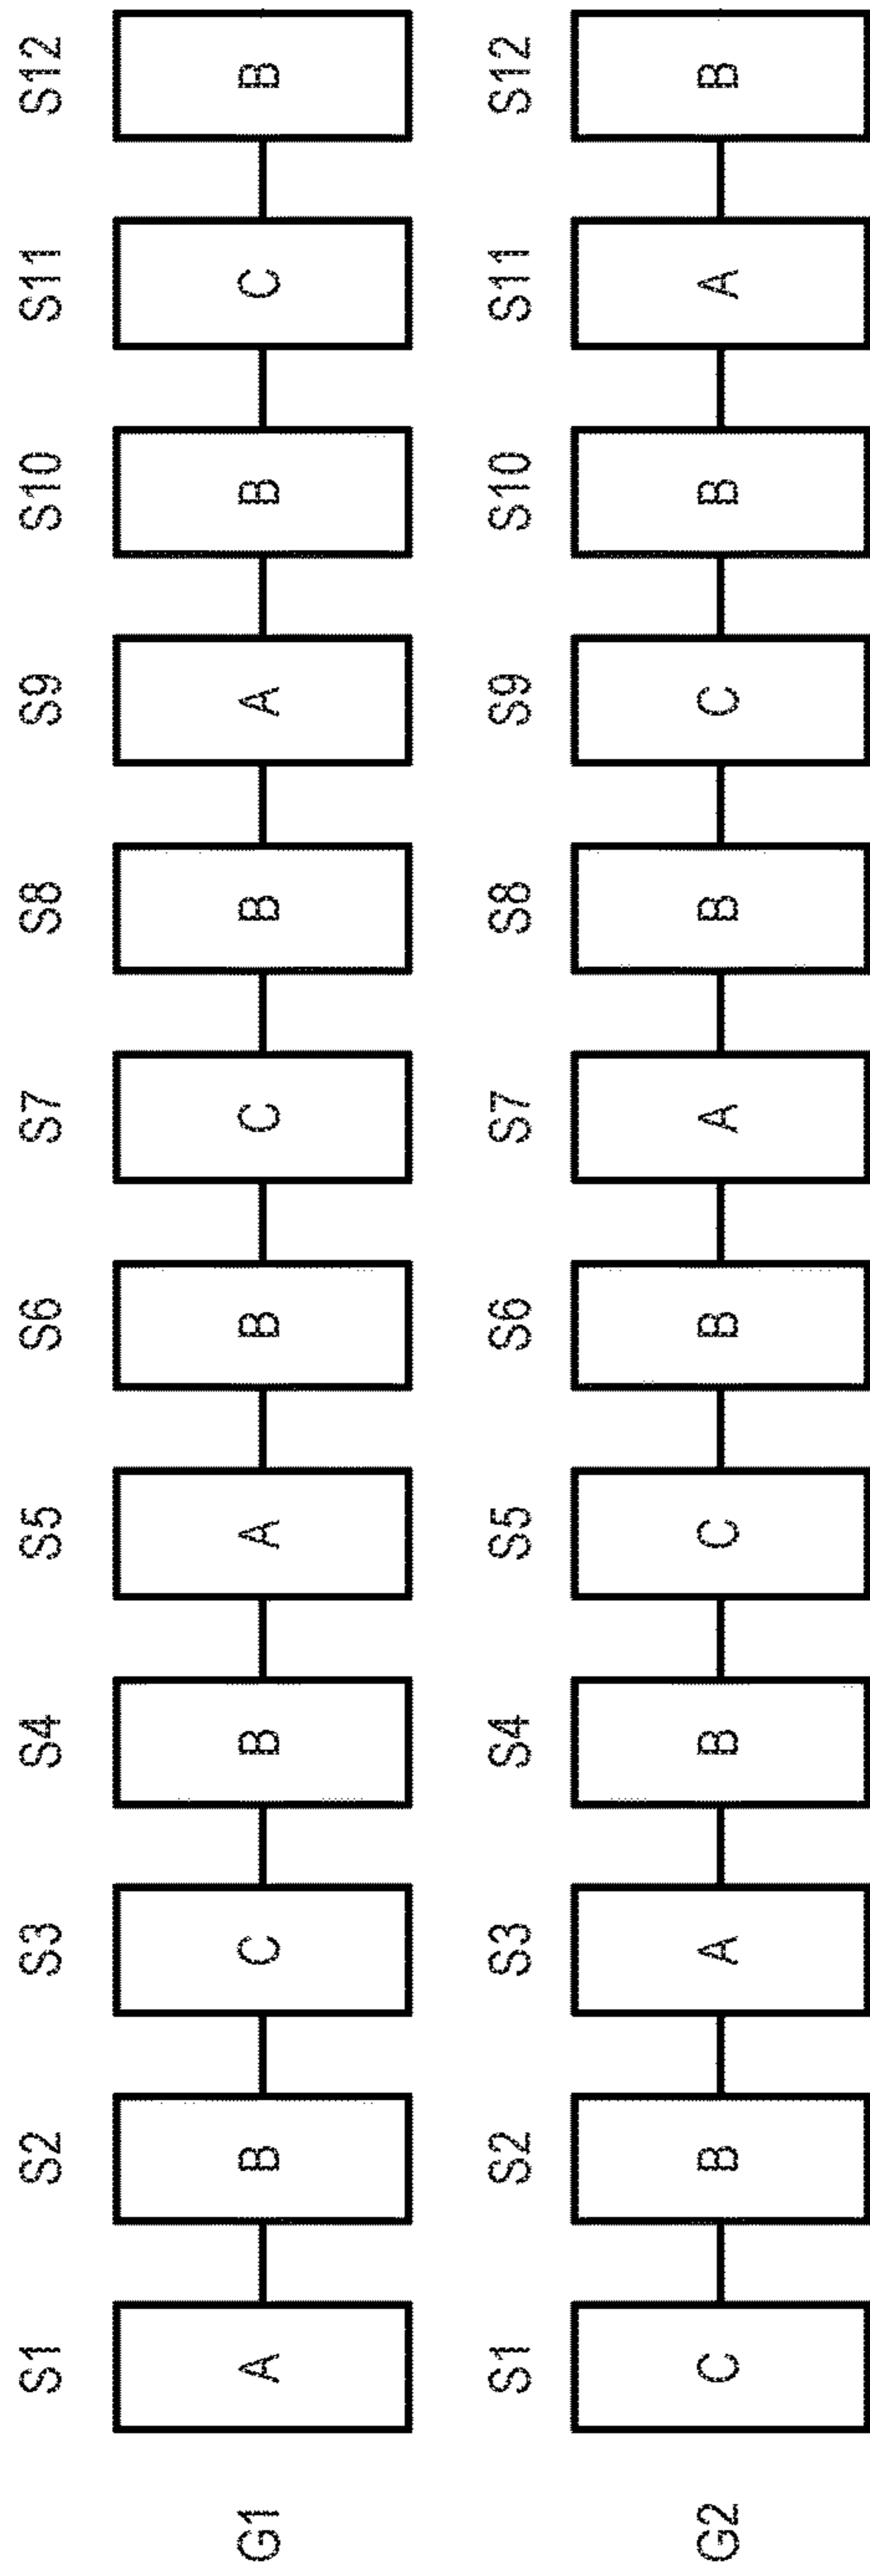 S1 S2 S3 S4 S5 S6 S7 S8 S9 S10 S11 S12
G1 A B C B A B C B A B C B
S1 S2 S3 S4 S5 S6 S7 S8 S9 S10 S11 S12
G2 C B A B C B A B C B A B